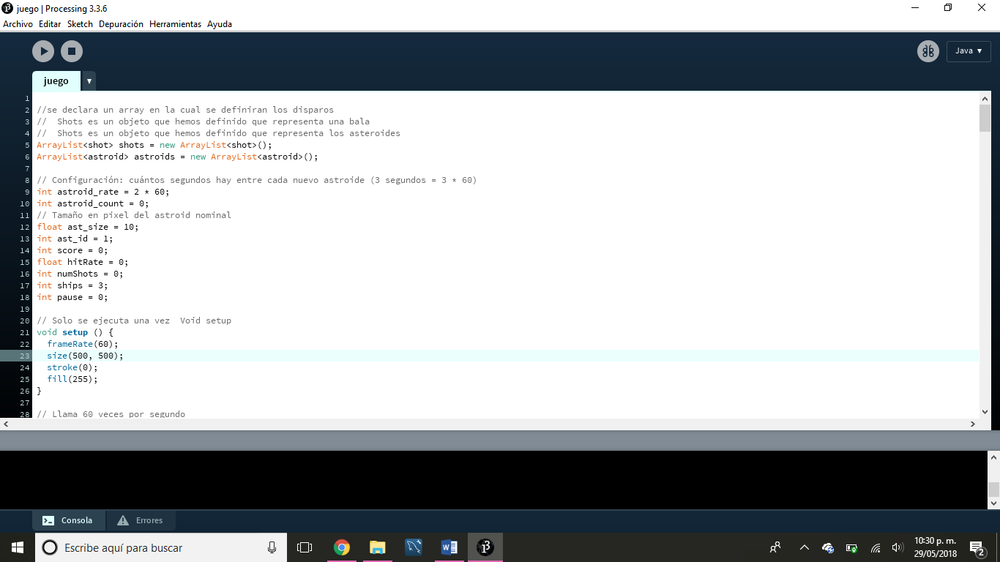 juego | Processing 3.3.6
Archivo Editar Sketch Depuración Herramientas Ayuda
Java ▼
juego ▼
1
2 //se declara un array en la cual se definiran los disparos
3 //  Shots es un objeto que hemos definido que representa una bala
4 //  Shots es un objeto que hemos definido que representa los asteroides
5 ArrayList<shot> shots = new ArrayList<shot>();
6 ArrayList<astroid> astroids = new ArrayList<astroid>();
7
8 // Configuración: cuántos segundos hay entre cada nuevo astroide (3 segundos = 3 * 60)
9 int astroid_rate = 2 * 60;
10 int astroid_count = 0;
11 // Tamaño en pixel del astroid nominal
12 float ast_size = 10;
13 int ast_id = 1;
14 int score = 0;
15 float hitRate = 0;
16 int numShots = 0;
17 int ships = 3;
18 int pause = 0;
19
20 // Solo se ejecuta una vez  Void setup
21 void setup () {
22   frameRate(60);
23   size(500, 500);
24   stroke(0);
25   fill(255);
26 }
27
28 // Llama 60 veces por segundo
Consola Errores
Escribe aquí para buscar
10:30 p. m.
29/05/2018
2